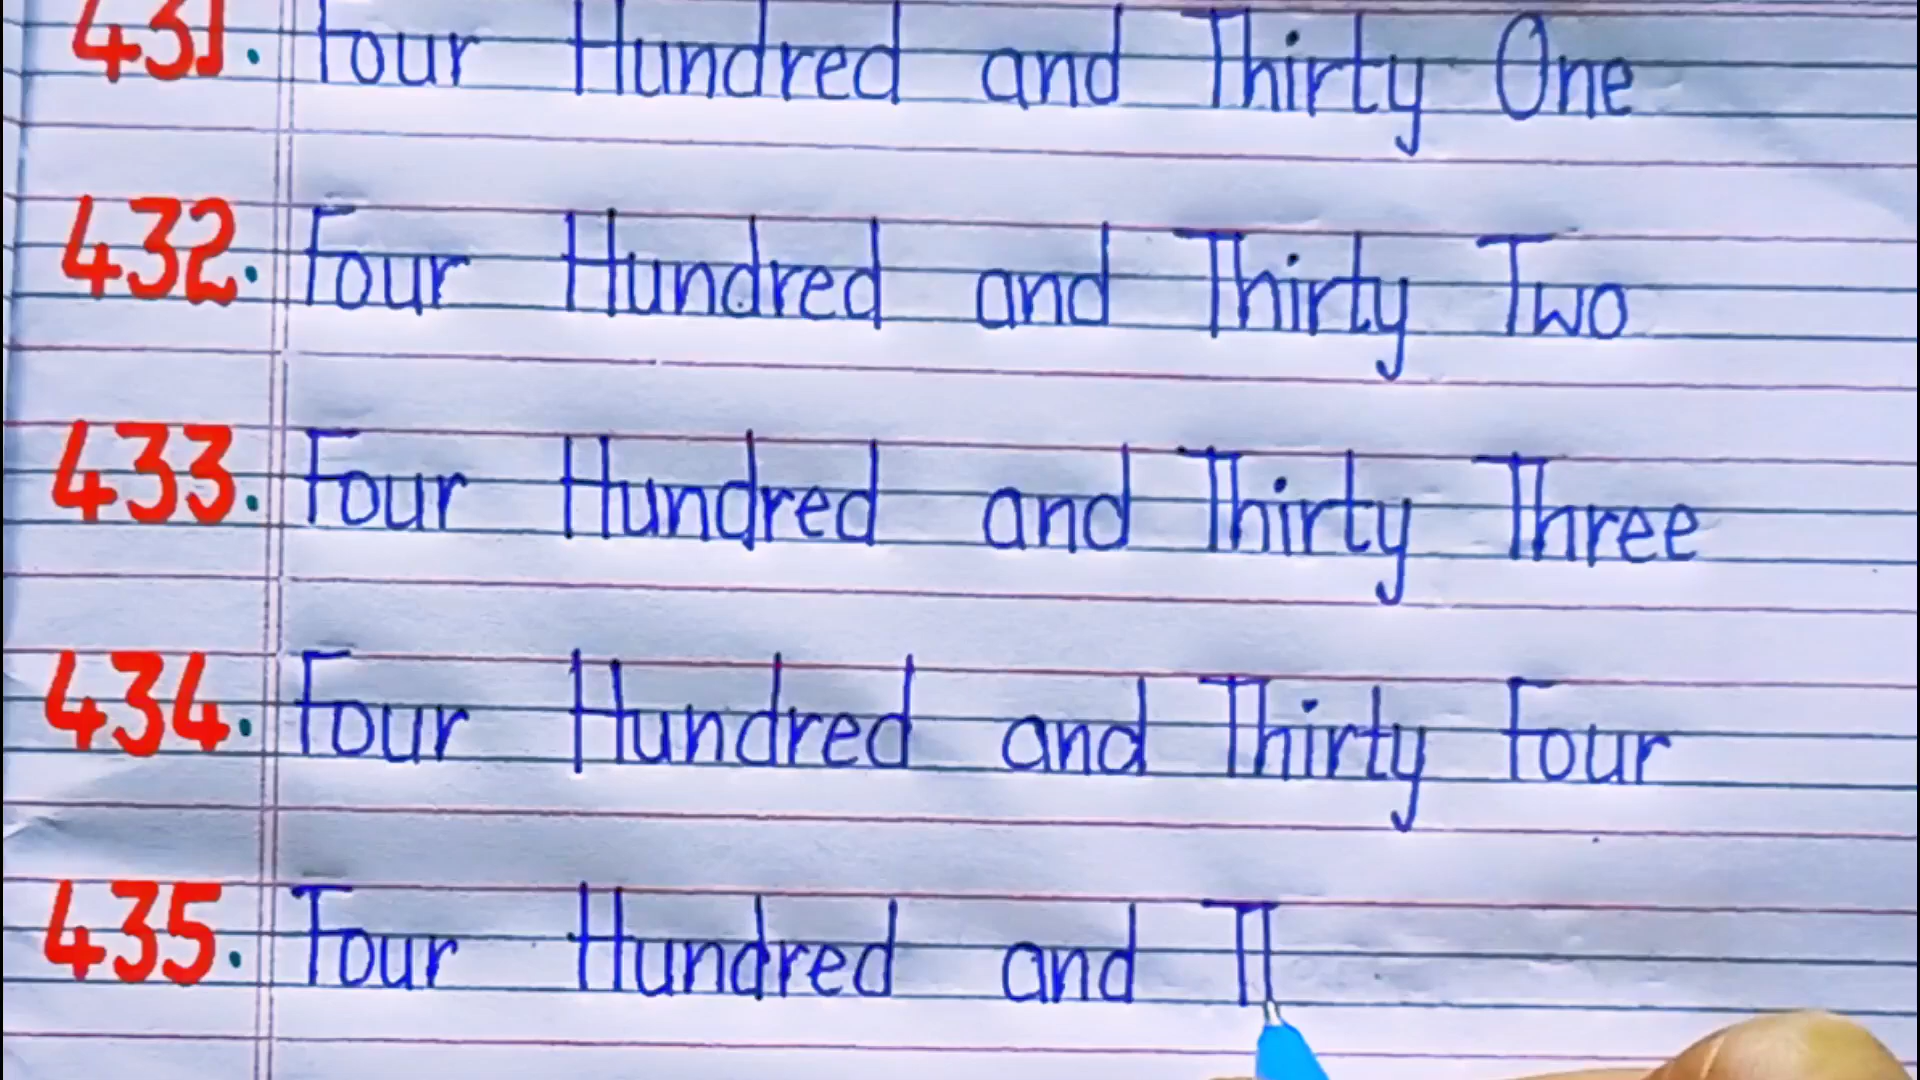 431. Four Hundred and Thirty One
432. Four Hundred and Thirty Two
433. Four Hundred and Thirty Three
434. Four Hundred and Thirty Four
435. Four Hundred and